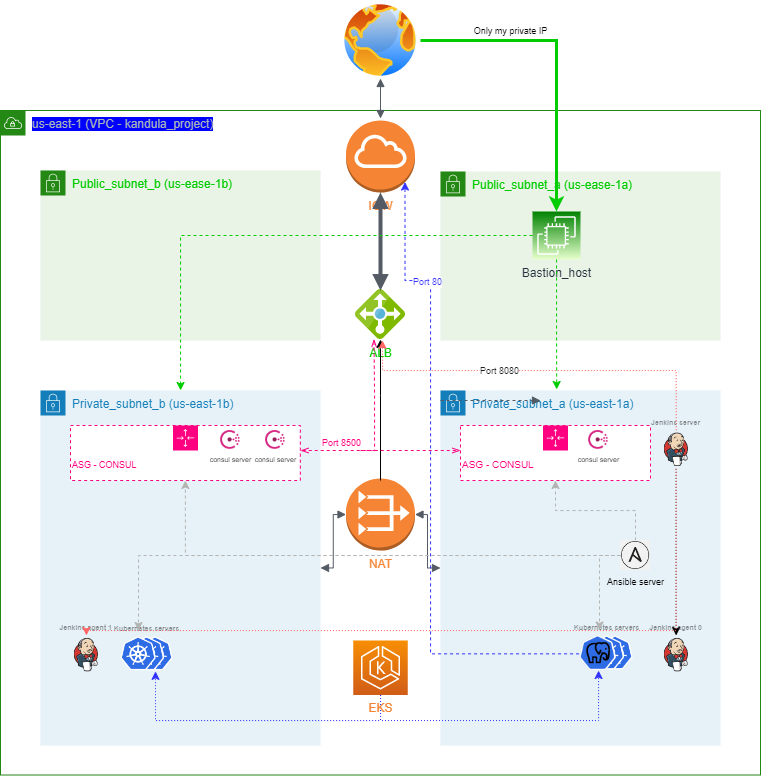 Only my private IP
us-east-1 (VPC - kandula_project)
Public_subnet_b (us-ease-1b)
Public_subnet_a (us-ease-1a)
IGW
Bastion_host
Port 80
ALB
Port 8080
Private_subnet_b (us-east-1b)
Private_subnet_a (us-east-1a)
Jenkins server
Port 8500
consul server
consul server
consul server
ASG - CONSUL
ASG - CONSUL
NAT
Ansible server
Jenkins agent 1
Kubernetes servers
Kubernetes servers
Jenkins agent 0
K
EKS